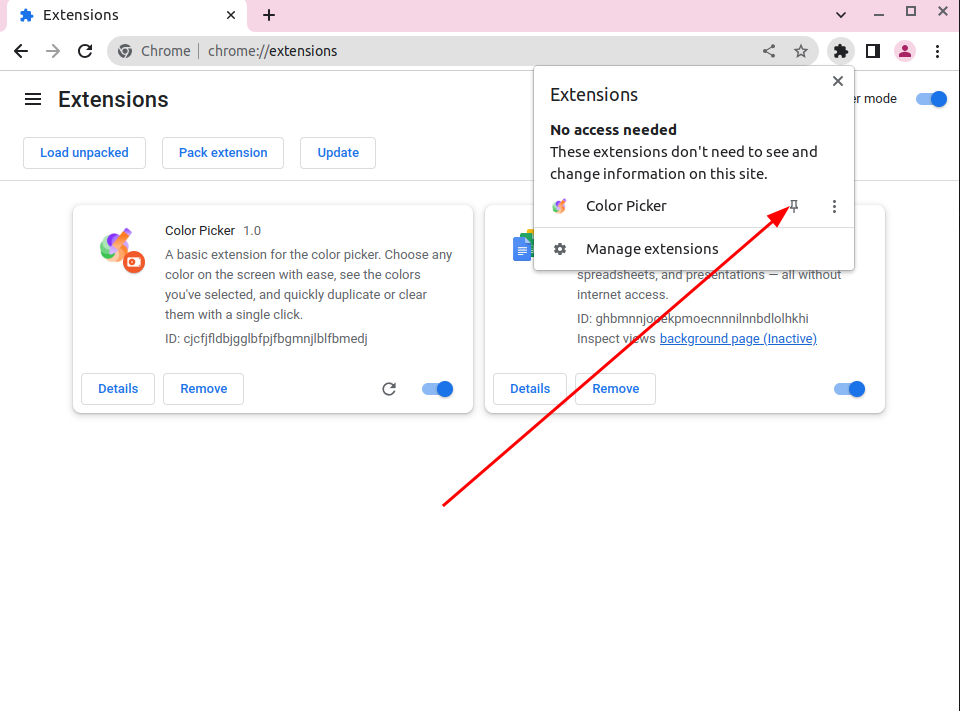 Extensions
Chrome
chrome://extensions
Extensions
er mode
Load unpacked
Pack extension
Update
Extensions
No access needed
These extensions don't need to see and
change information on this site.
Color Picker
Manage extensions
Color Picker 1.0
A basic extension for the color picker. Choose any
color on the screen with ease, see the colors
you've selected, and quickly duplicate or clear
them with a single click.
ID: cjcfjfldbjgglbfpjfbgmnjlblfbmedj
Details
Remove
spreadsheets, and presentations — all without
internet access.
ID: ghbmnnjooekpmoecnnnilnnbdlolhkhi
Inspect views background page (Inactive)
Details
Remove